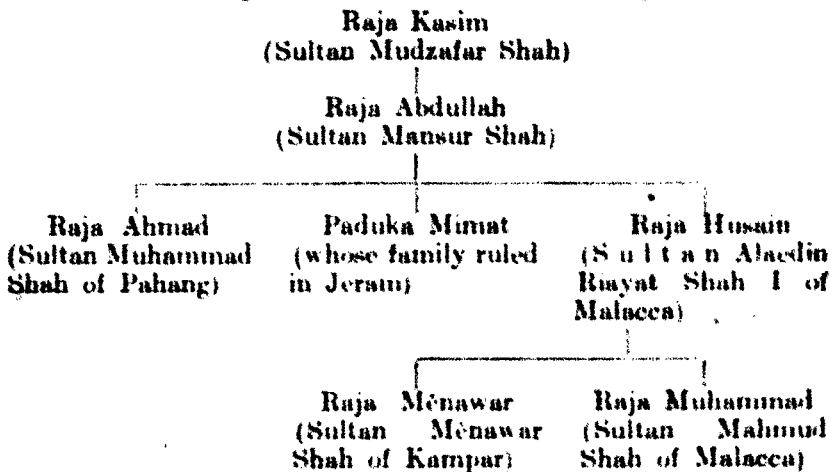 Raja Kasim
(Sultan Mudzafar Shah)
Raja Abdullah
(Sultan Mansur Shah)
Raja Ahmad
(Sultan Muhammad
Shah of Pahang)
Paduka Mimat
(whose family ruled
in Jeram)
Raja Husain
(Sultan Alaedin
Riayat Shah I of
Malacca)
Raja Mènawar
(Sultan Mènawar
Shah of Kampar)
Raja Muhammad
(Sultan Mahmud
Shah of Malacca)